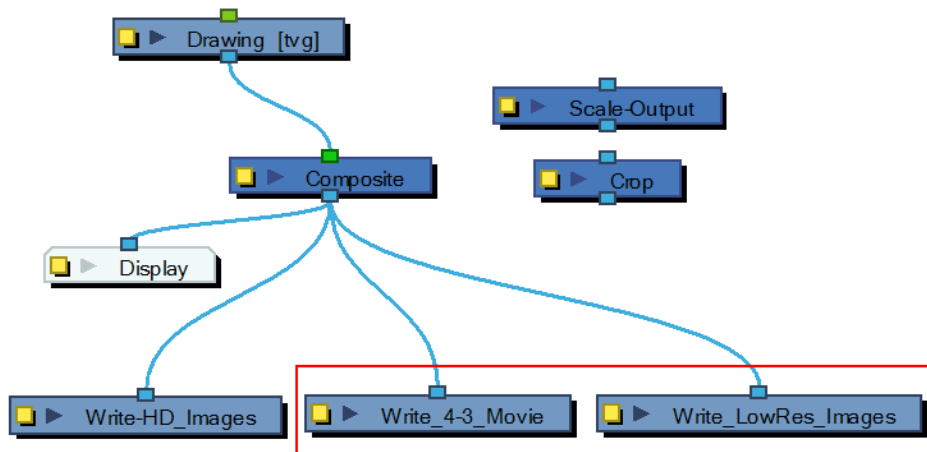 Drawing [tvg]
Scale-Output
Composite
Crop
Display
Write-HD_Images
Write_4-3_Movie
Write_LowRes_Images